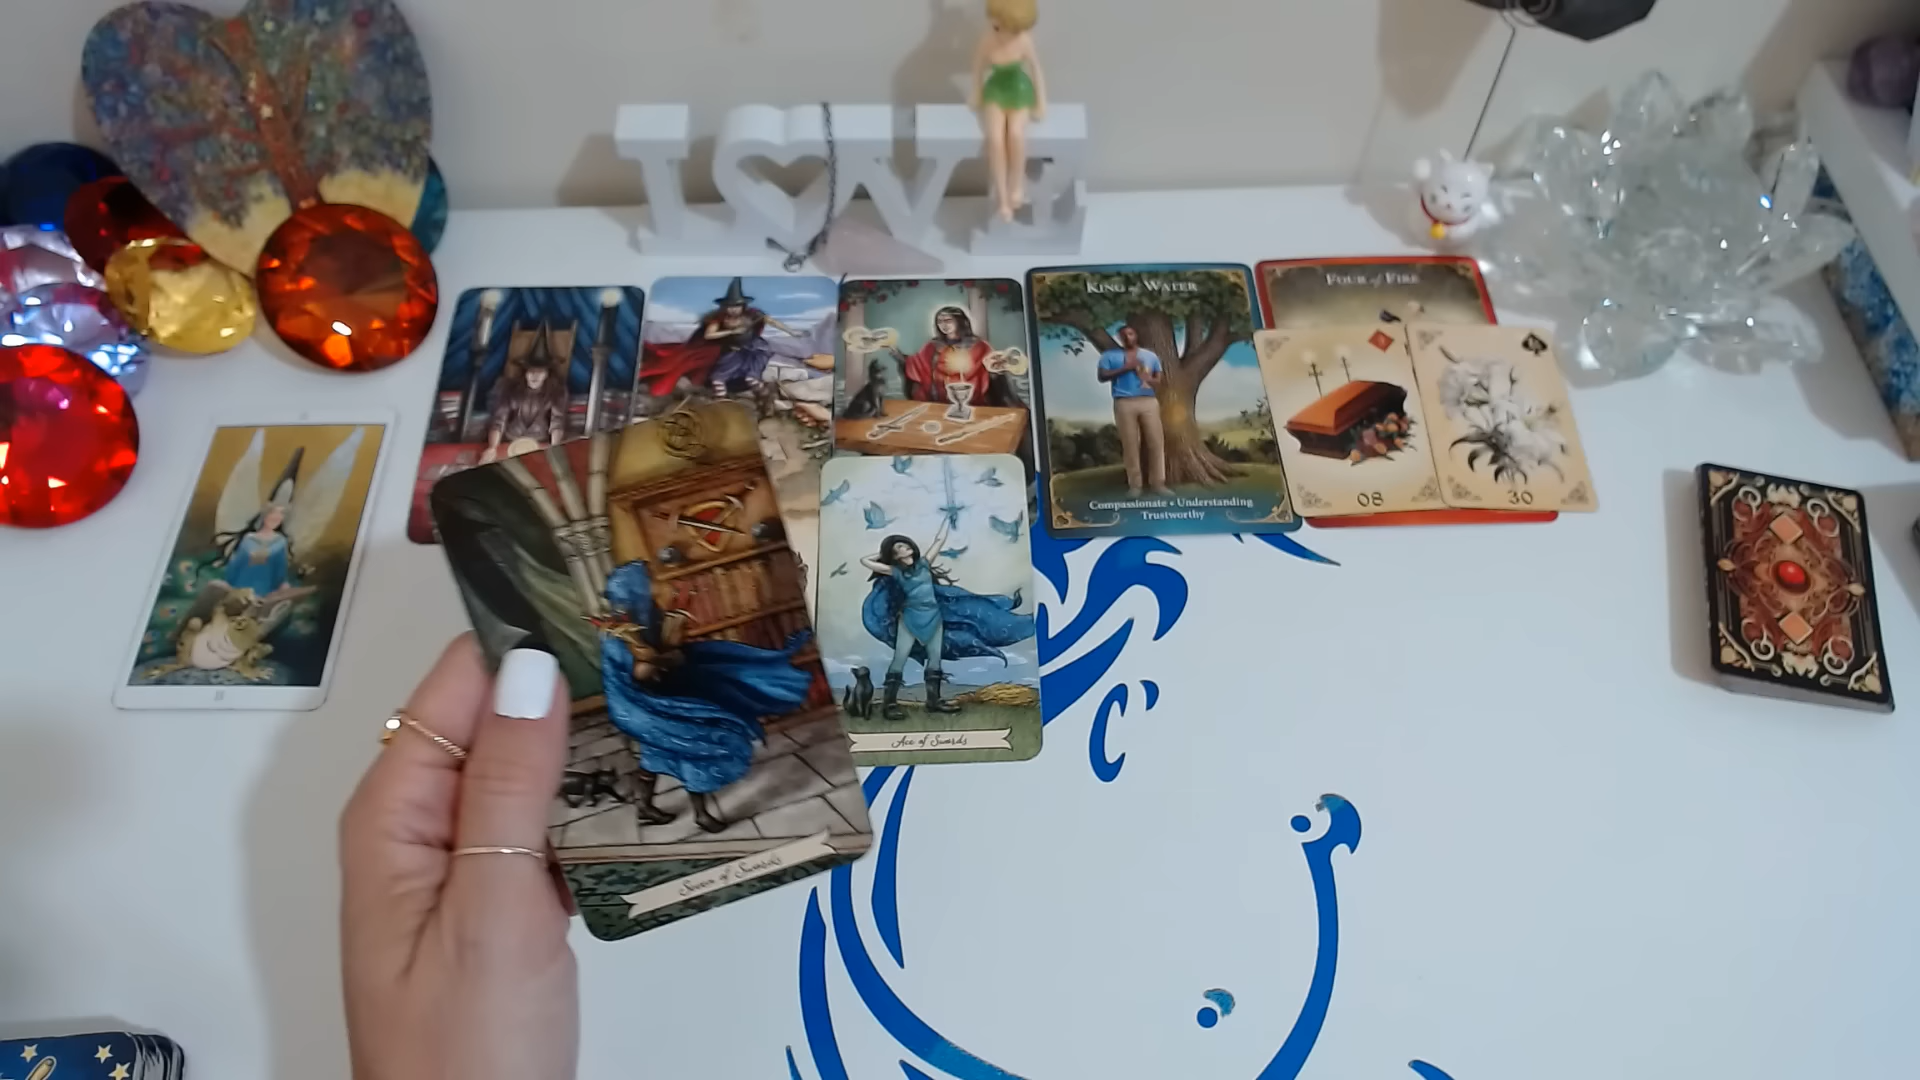 LOVE
KING of WATER
FOUR of FIRE
Compassionate • Understanding
Trustworthy
08
30
Ace of Swords
Seven of Swords